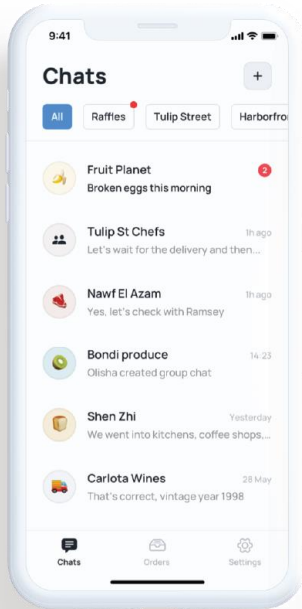 9:41
Chats
+
All Raffles Tulip Street Harborfro
Fruit Planet 2
Broken eggs this morning
Tulip St Chefs 1h ago
Let's wait for the delivery and then...
Nawf El Azam 1h ago
Yes, let's check with Ramsey
Bondi produce 14:23
Olisha created group chat
Shen Zhi Yesterday
We went into kitchens, coffee shops,...
Carlota Wines 28 May
That's correct, vintage year 1998
Chats Orders Settings